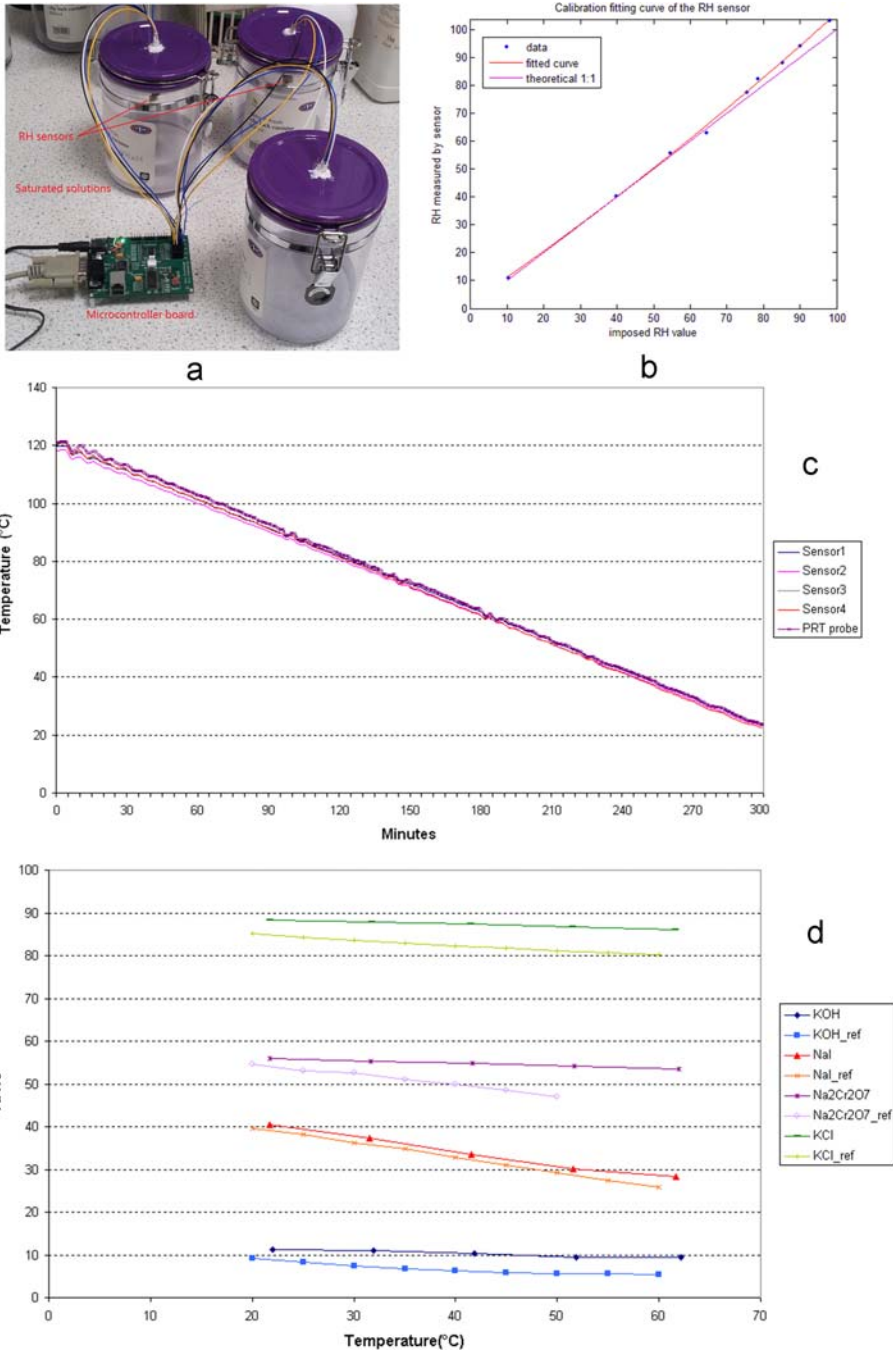 RH sensors
Saturated solutions
Microcontroller board
a
Calibration fitting curve of the RH sensor
data
fitted curve
theoretical 1:1
RH measured by sensor
100
90
80
70
60
50
40
30
20
10
0
0 10 20 30 40 50 60 70 80 90 100
imposed RH value
b
c
Temperature (°C)
140
120
100
80
60
40
20
0
0 30 60 90 120 150 180 210 240 270 300
Minutes
Sensor1
Sensor2
Sensor3
Sensor4
PRT probe
d
100
90
80
70
60
50
40
30
20
10
0
0 10 20 30 40 50 60 70
Temperature(°C)
KOH
KOH_ref
NaI
NaI_ref
Na2Cr2O7
Na2Cr2O7_ref
KCl
KCl_ref